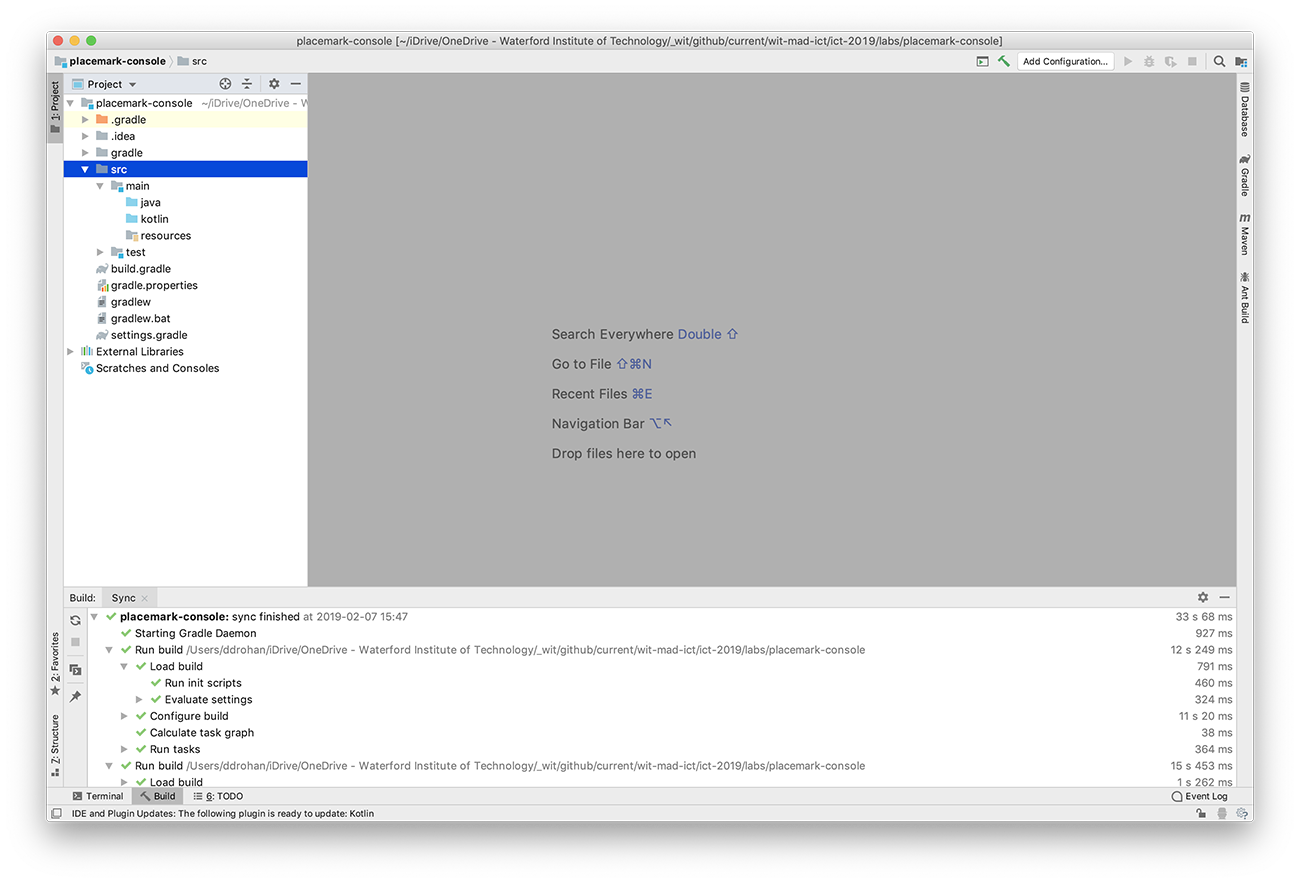 placemark-console [~/iDrive/OneDrive - Waterford Institute of Technology/_wit/github/current/wit-mad-ict/ict-2019/labs/placemark-console]
placemark-console src Add Configuration...
1: Project
Project
placemark-console ~/iDrive/OneDrive - W
.gradle
.idea
gradle
src
main
java
kotlin
resources
test
build.gradle
gradle.properties
gradlew
gradlew.bat
settings.gradle
External Libraries
Scratches and Consoles
Search Everywhere Double ⇧
Go to File ⇧⌘N
Recent Files ⌘E
Navigation Bar ⌥↖
Drop files here to open
Database
Gradle
m Maven
Ant Build
Build: Sync
2: Favorites
Z: Structure
placemark-console: sync finished at 2019-02-07 15:47 33 s 68 ms
Starting Gradle Daemon 927 ms
Run build /Users/ddrohan/iDrive/OneDrive - Waterford Institute of Technology/_wit/github/current/wit-mad-ict/ict-2019/labs/placemark-console 12 s 249 ms
Load build 791 ms
Run init scripts 460 ms
Evaluate settings 324 ms
Configure build 11 s 20 ms
Calculate task graph 38 ms
Run tasks 364 ms
Run build /Users/ddrohan/iDrive/OneDrive - Waterford Institute of Technology/_wit/github/current/wit-mad-ict/ict-2019/labs/placemark-console 15 s 453 ms
Load build 1 s 262 ms
Terminal Build 6: TODO Event Log
IDE and Plugin Updates: The following plugin is ready to update: Kotlin